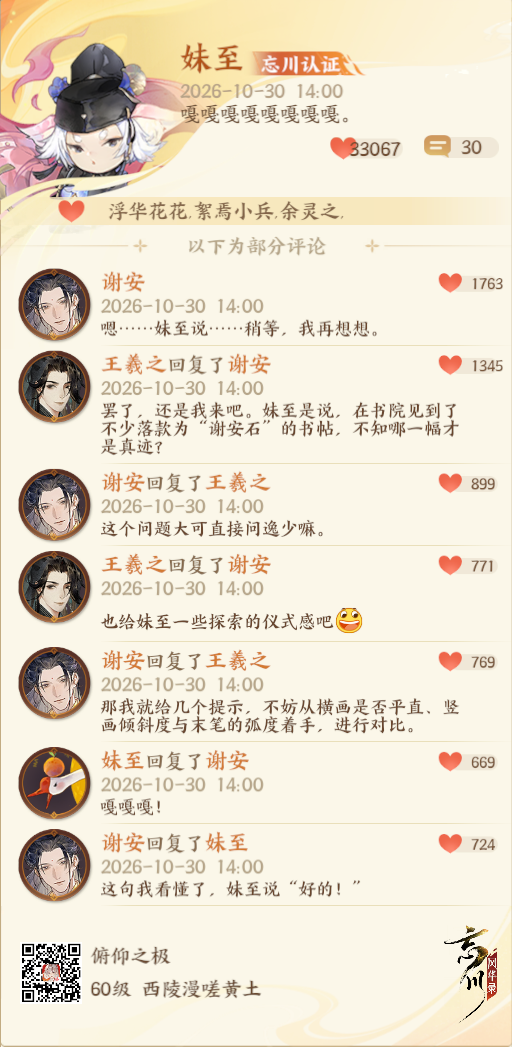 妹至 忘川认证
2026-10-30 14:00
嘎嘎嘎嘎嘎嘎嘎嘎。
33067 30
浮华花花,絮焉小兵,余灵之,
以下为部分评论
谢安 1763
2026-10-30 14:00
嗯……妹至说……稍等，我再想想。
王羲之回复了谢安 1345
2026-10-30 14:00
罢了，还是我来吧。妹至是说，在书院见到了
不少落款为“谢安石”的书帖，不知哪一幅才
是真迹？
谢安回复了王羲之 899
2026-10-30 14:00
这个问题大可直接问逸少嘛。
王羲之回复了谢安 771
2026-10-30 14:00
也给妹至一些探索的仪式感吧
谢安回复了王羲之 769
2026-10-30 14:00
那我就给几个提示，不妨从横画是否平直、竖
画倾斜度与末笔的弧度着手，进行对比。
妹至回复了谢安 669
2026-10-30 14:00
嘎嘎嘎！
谢安回复了妹至 724
2026-10-30 14:00
这句我看懂了，妹至说“好的！”
俯仰之极
60级 西陵漫嗟黄土
忘川
风华录